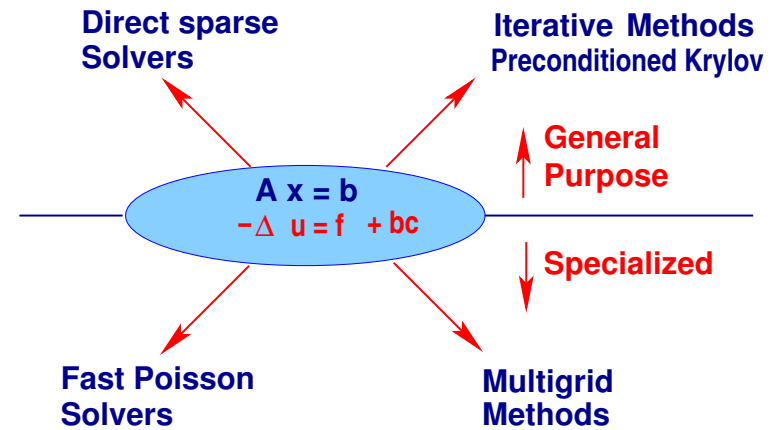 Direct sparse
Solvers
Iterative Methods
Preconditioned Krylov
General
Purpose
A x = b
−Δ u = f + bc
Specialized
Fast Poisson
Solvers
Multigrid
Methods